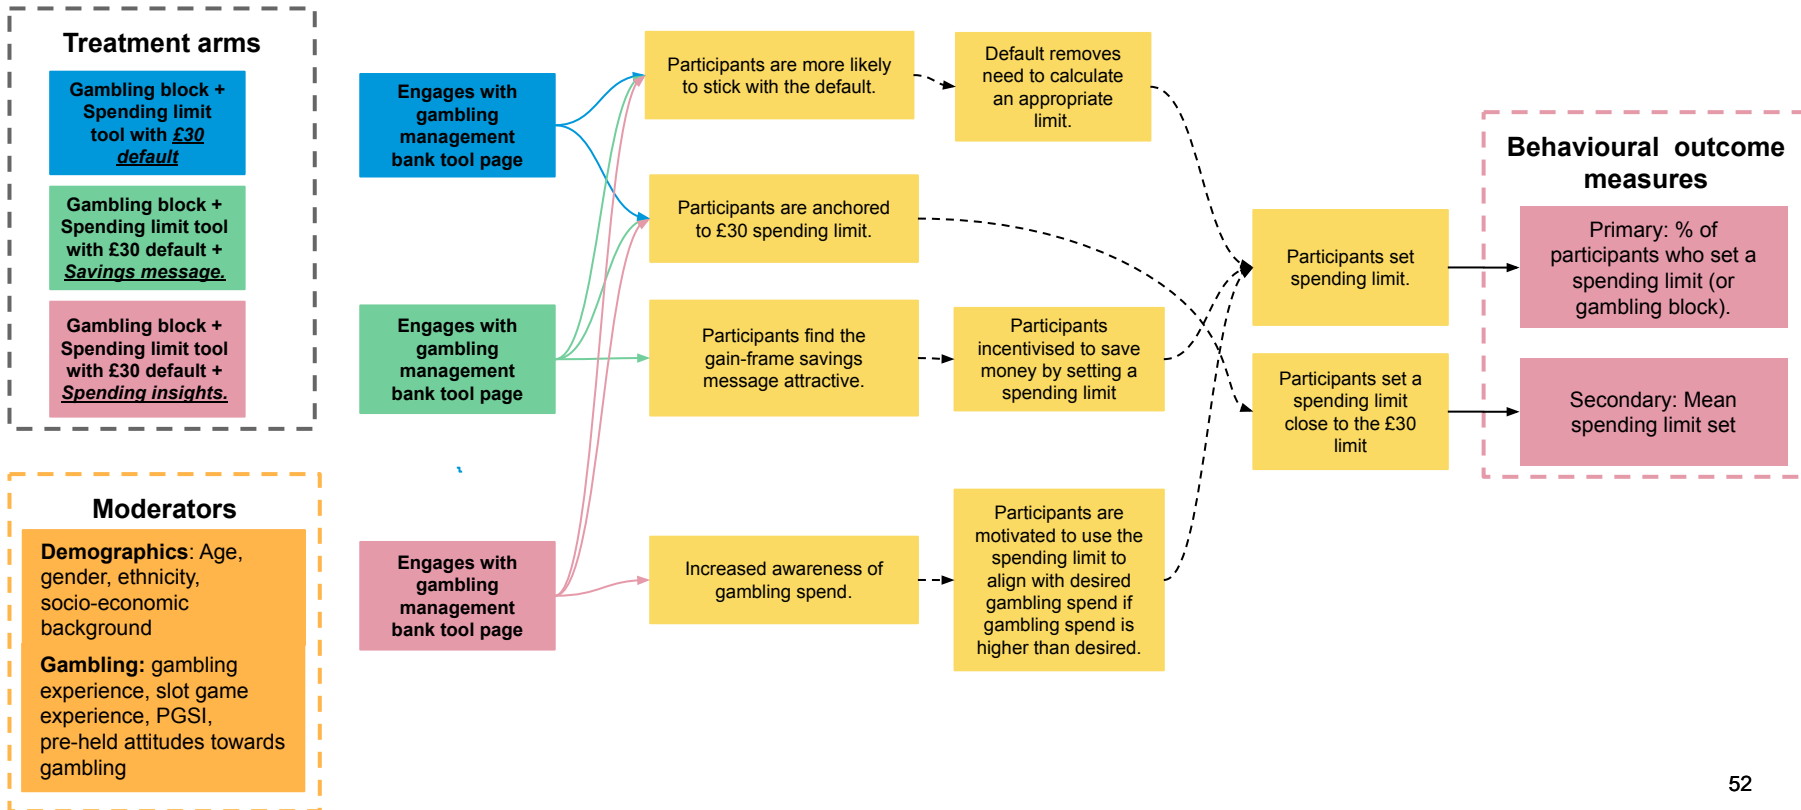 Treatment arms
Gambling block +
Spending limit
tool with £30
default
Gambling block +
Spending limit tool
with £30 default +
Savings message.
Gambling block +
Spending limit tool
with £30 default +
Spending insights.
Moderators
Demographics: Age,
gender, ethnicity,
socio-economic
background
Gambling: gambling
experience, slot game
experience, PGSI,
pre-held attitudes towards
gambling
Engages with
gambling
management
bank tool page
Engages with
gambling
management
bank tool page
Engages with
gambling
management
bank tool page
Participants are more likely
to stick with the default.
Participants are anchored
to £30 spending limit.
Participants find the
gain-frame savings
message attractive.
Increased awareness of
gambling spend.
Default removes
need to calculate
an appropriate
limit.
Participants
incentivised to save
money by setting a
spending limit
Participants are
motivated to use the
spending limit to
align with desired
gambling spend if
gambling spend is
higher than desired.
Participants set
spending limit.
Participants set a
spending limit
close to the £30
limit
Behavioural outcome
measures
Primary: % of
participants who set a
spending limit (or
gambling block).
Secondary: Mean
spending limit set
52